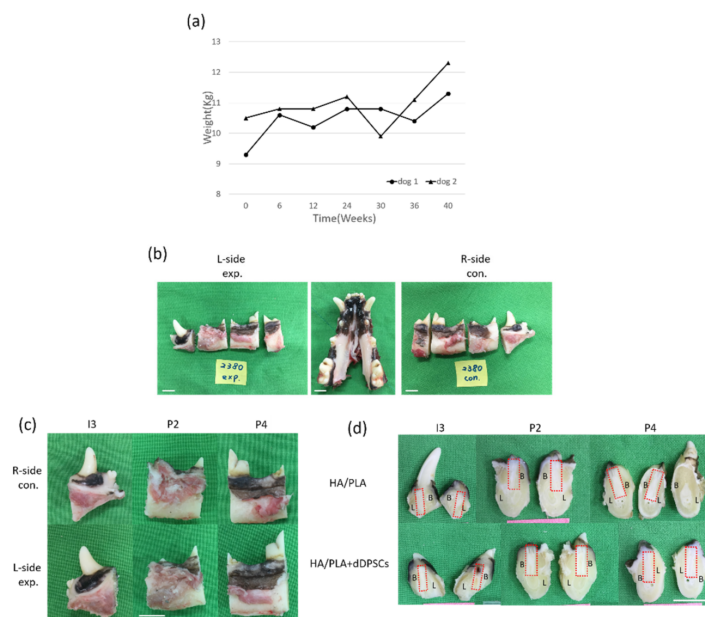 (a)
13
12
11
10
9
8
Weight(Kg)
dog 1
dog 2
0 6 12 24 30 36 40
Time(Weeks)
(b)
L-side
exp.
R-side
con.
2380
exp.
2380
con.
(c)
I3 P2 P4
R-side
con.
L-side
exp.
(d)
I3 P2 P4
HA/PLA
L B B L
B L B L
B L L B B L
HA/PLA+dDPSCs
B L L B
B L B L
B L * L B